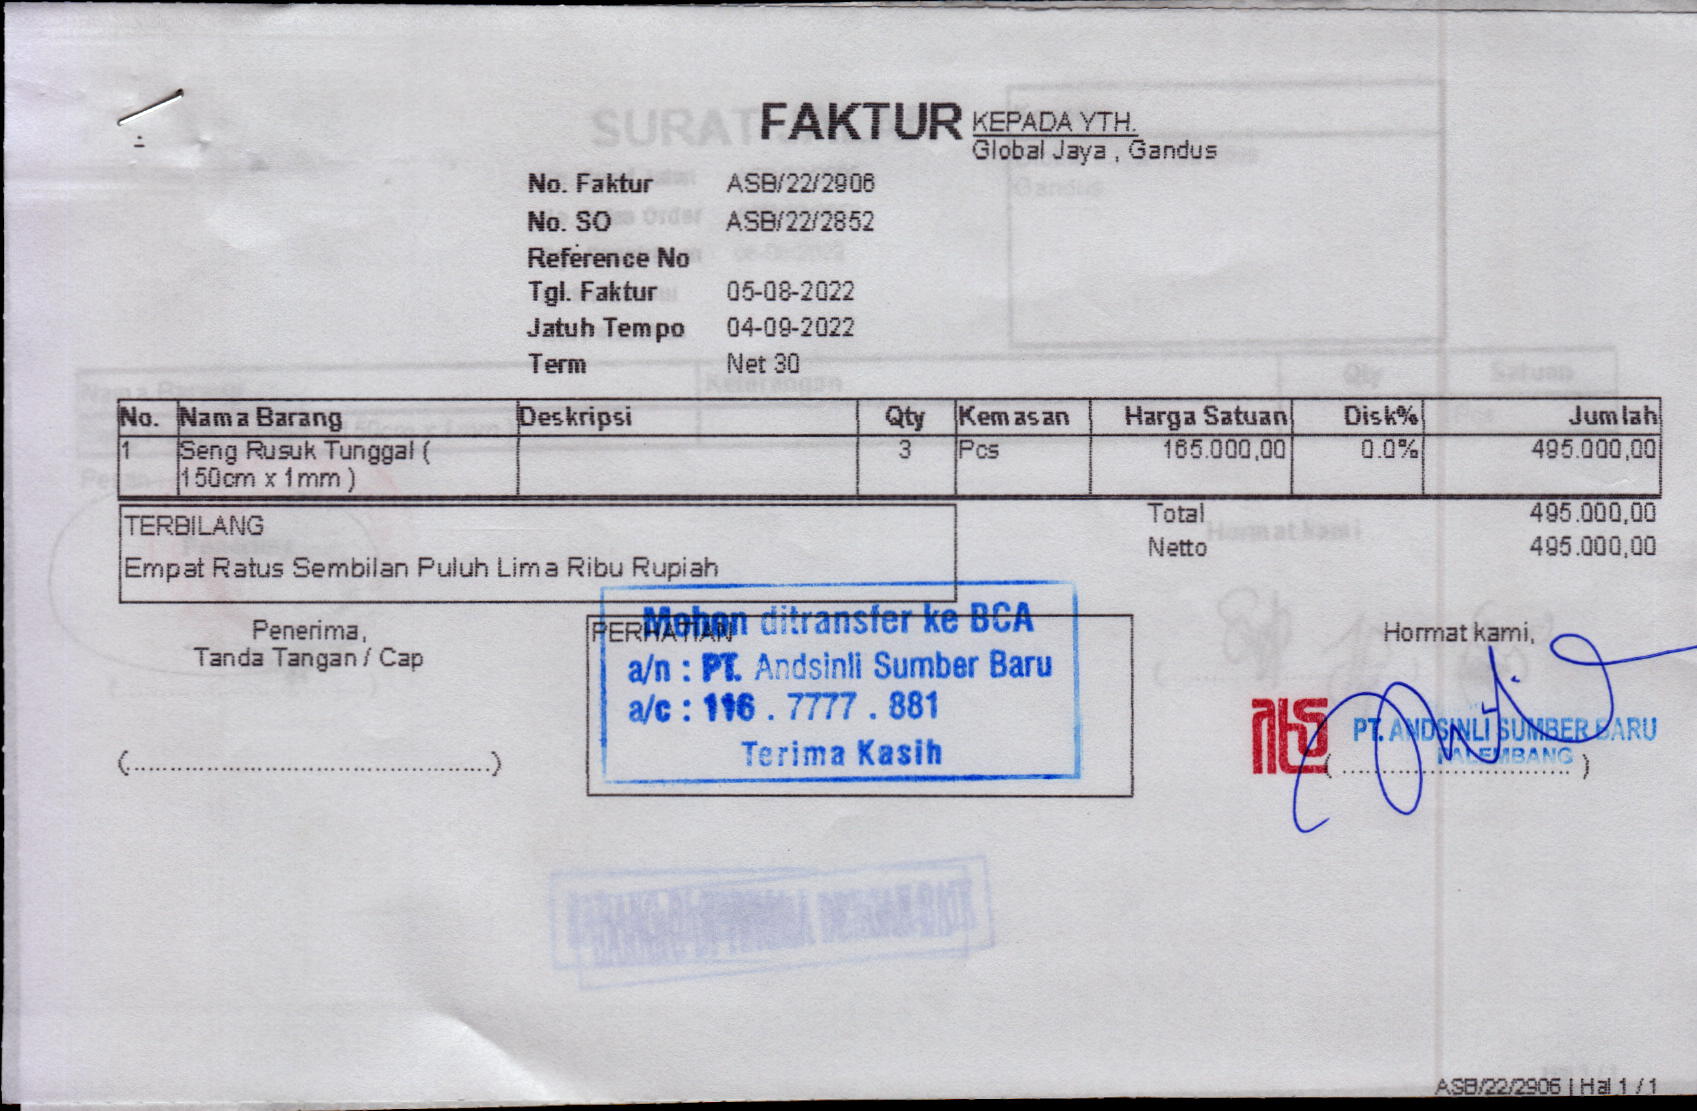 FAKTUR
KEPADA YTH.
Global Jaya , Gandus
No. Faktur ASB/22/2906
No. SO ASB/22/2852
Reference No
Tgl. Faktur 05-08-2022
Jatuh Tempo 04-09-2022
Term Net 30
No. Nama Barang Deskripsi Qty Kemasan Harga Satuan Disk% Jumlah
1 Seng Rusuk Tunggal ( 3 Pcs 165.000,00 0.0% 495.000,00
150cm x 1mm )
Total 495.000,00
Netto 495.000,00
TERBILANG
Empat Ratus Sembilan Puluh Lima Ribu Rupiah
Penerima,
Tanda Tangan / Cap
(................................................)
PERHATIAN
Mohon ditransfer ke BCA
a/n : PT. Andsinli Sumber Baru
a/c : 116 . 7777 . 881
Terima Kasih
Hormat kami,
PT. ANDSINLI SUMBER BARU
PALEMBANG
( .............................. )
ASB/22/2906 | Hal 1 / 1